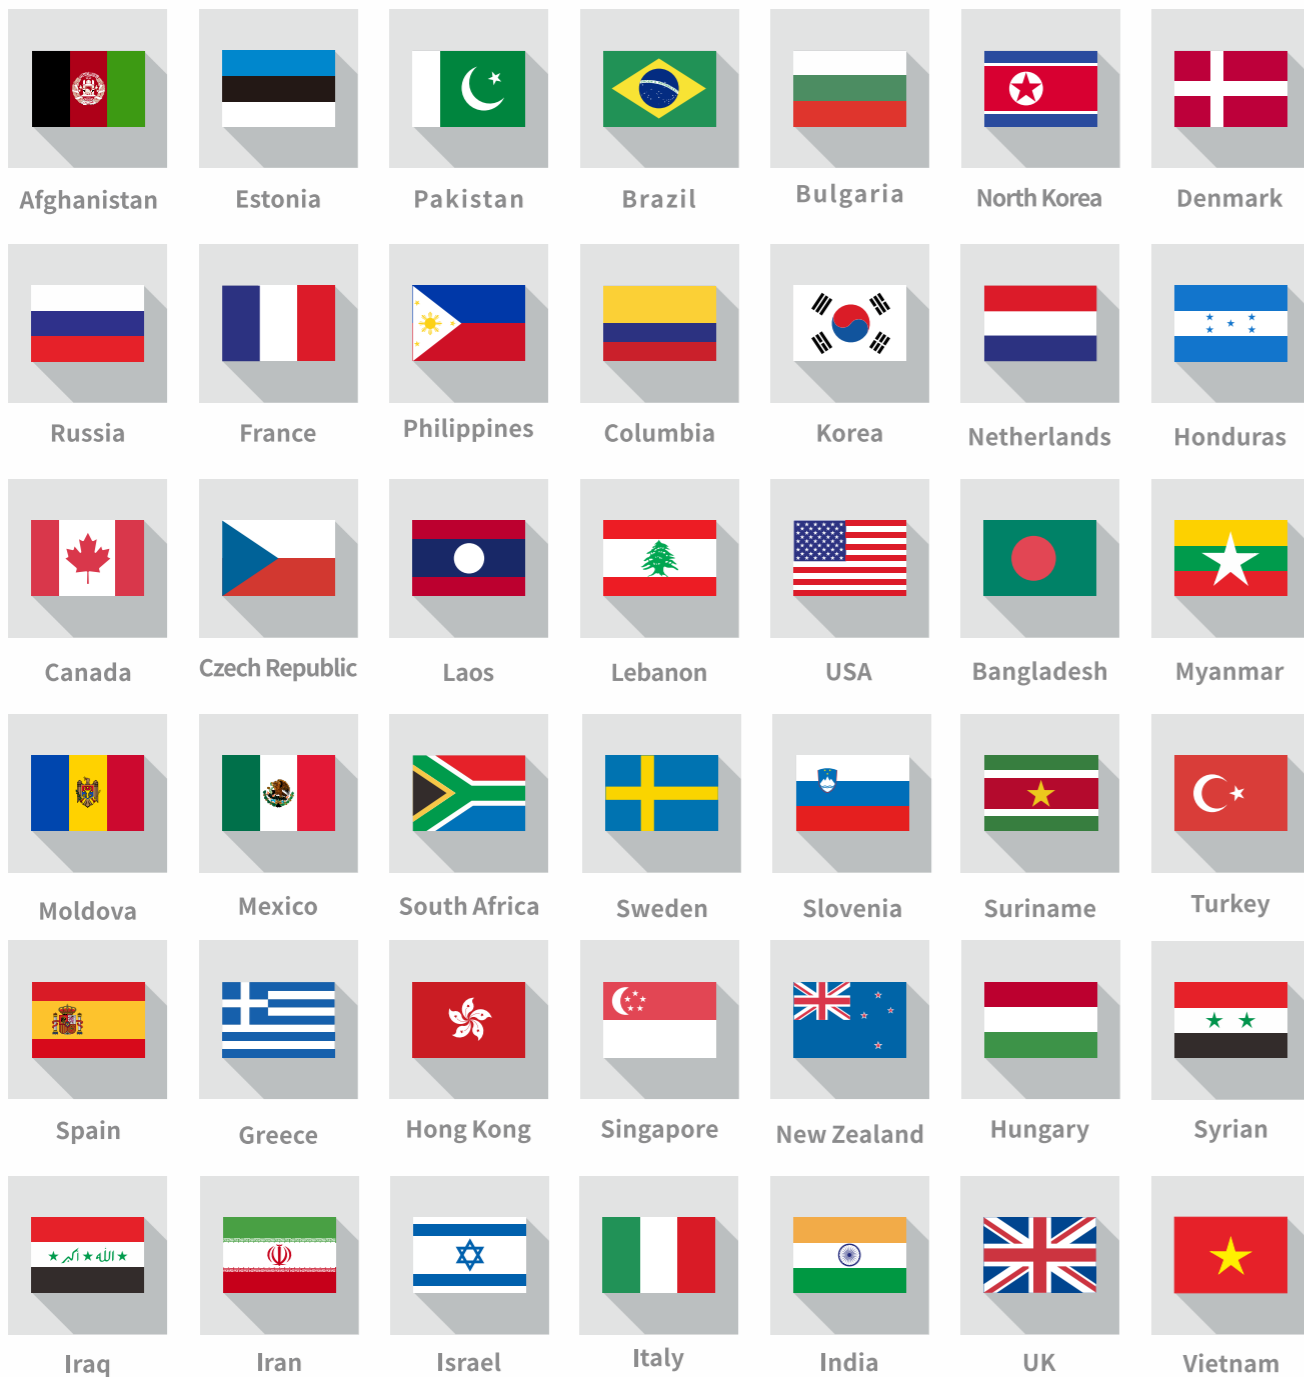 Afghanistan
Estonia
Pakistan
Brazil
Bulgaria
North Korea
Denmark
Russia
France
Philippines
Columbia
Korea
Netherlands
Honduras
Canada
Czech Republic
Laos
Lebanon
USA
Bangladesh
Myanmar
Moldova
Mexico
South Africa
Sweden
Slovenia
Suriname
Turkey
Spain
Greece
Hong Kong
Singapore
New Zealand
Hungary
Syrian
الله اكبر
Iraq
Iran
Israel
Italy
India
UK
Vietnam